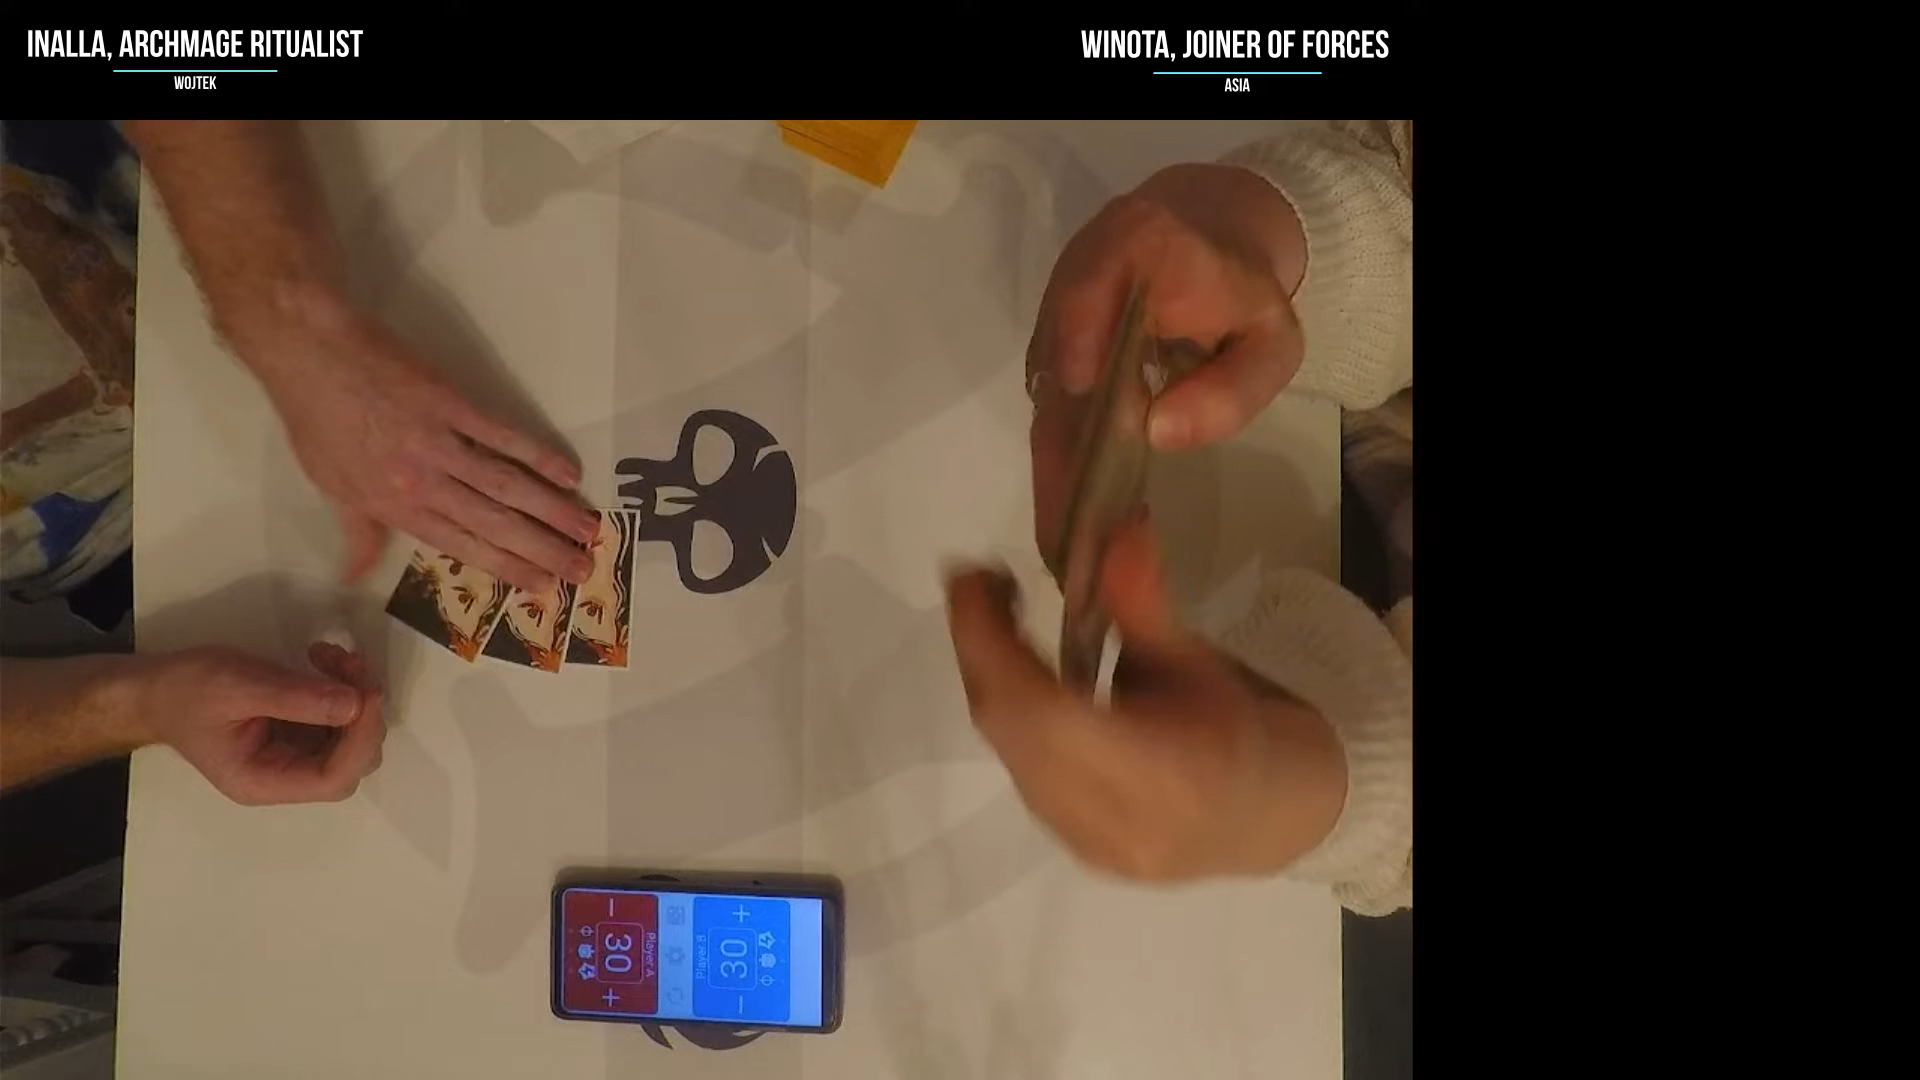 INALLA, ARCHMAGE RITUALIST
WOJTEK
WINOTA, JOINER OF FORCES
ASIA
30
Player A
Player B
30